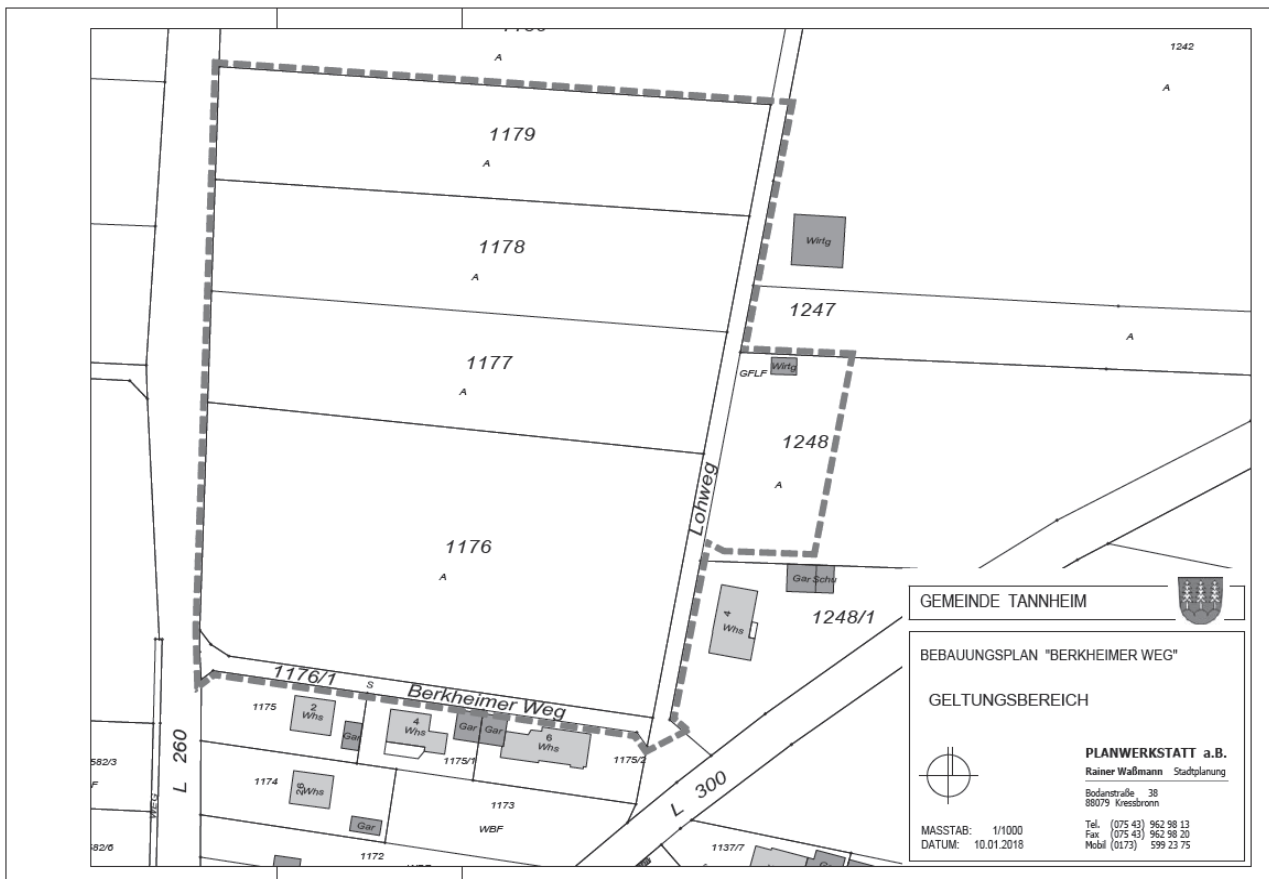 A
1242
A
1179
A
1178
A
Wirtg
1247
A
1177
A
GFLF
Wirtg
1248
A
Lohweg
1176
A
Gar
Schu
4
Whs
1248/1
1176/1
S
Berkheimer Weg
1175
2
Whs
Gar
4
Whs
Gar
Gar
6
Whs
1175/1
1175/2
L 260
L 300
WEG
582/3
F
1174
26
Whs
Gar
1173
WBF
1172
582/6
1137/7
GEMEINDE TANNHEIM
BEBAUUNGSPLAN "BERKHEIMER WEG"
GELTUNGSBEREICH
PLANWERKSTATT a.B.
Rainer Waßmann Stadtplanung
Bodanstraße 38
88079 Kressbronn
Tel. (075 43) 962 98 13
Fax (075 43) 962 98 20
Mobil (0173) 599 23 75
MASSTAB: 1/1000
DATUM: 10.01.2018